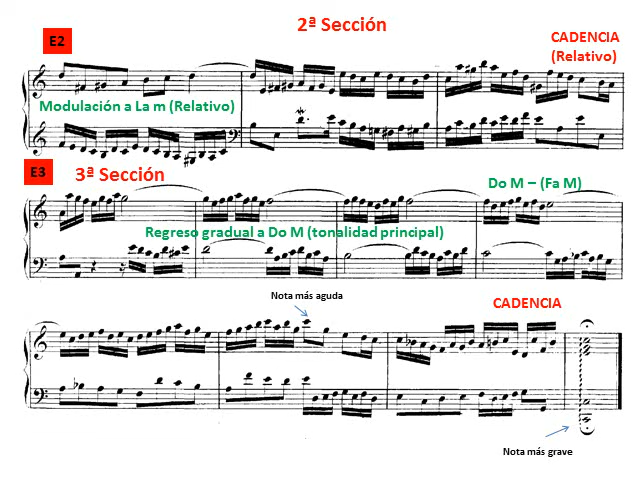 2ª Sección
E2
CADENCIA
(Relativo)
Modulación a La m (Relativo)
E3
3ª Sección
Do M – (Fa M)
Regreso gradual a Do M (tonalidad principal)
Nota más aguda
CADENCIA
Nota más grave